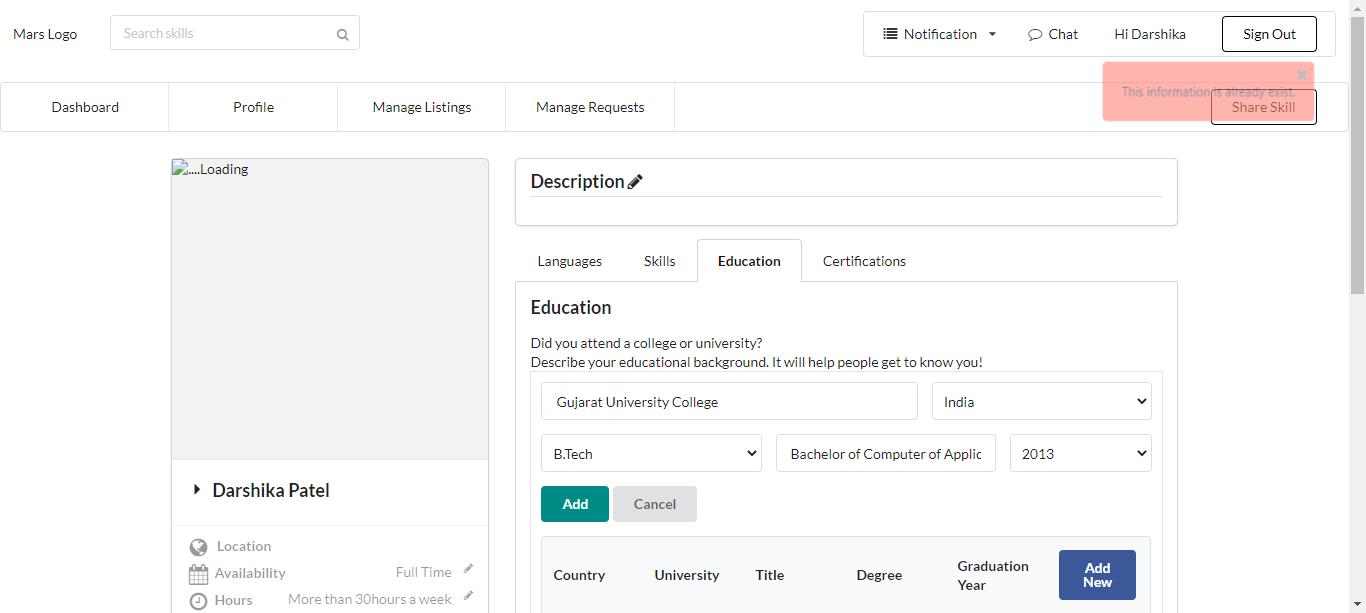 Mars Logo
Search skills
Notification
Chat
Hi Darshika
Sign Out
This information is already exist.
Dashboard
Profile
Manage Listings
Manage Requests
Share Skill
....Loading
Description
Languages
Skills
Education
Certifications
Education
Did you attend a college or university?
Describe your educational background. It will help people get to know you!
Gujarat University College
India
B.Tech
Bachelor of Computer of Applic
2013
Add
Cancel
Country
University
Title
Degree
Graduation
Year
Add
New
Darshika Patel
Location
Availability
Full Time
Hours
More than 30hours a week